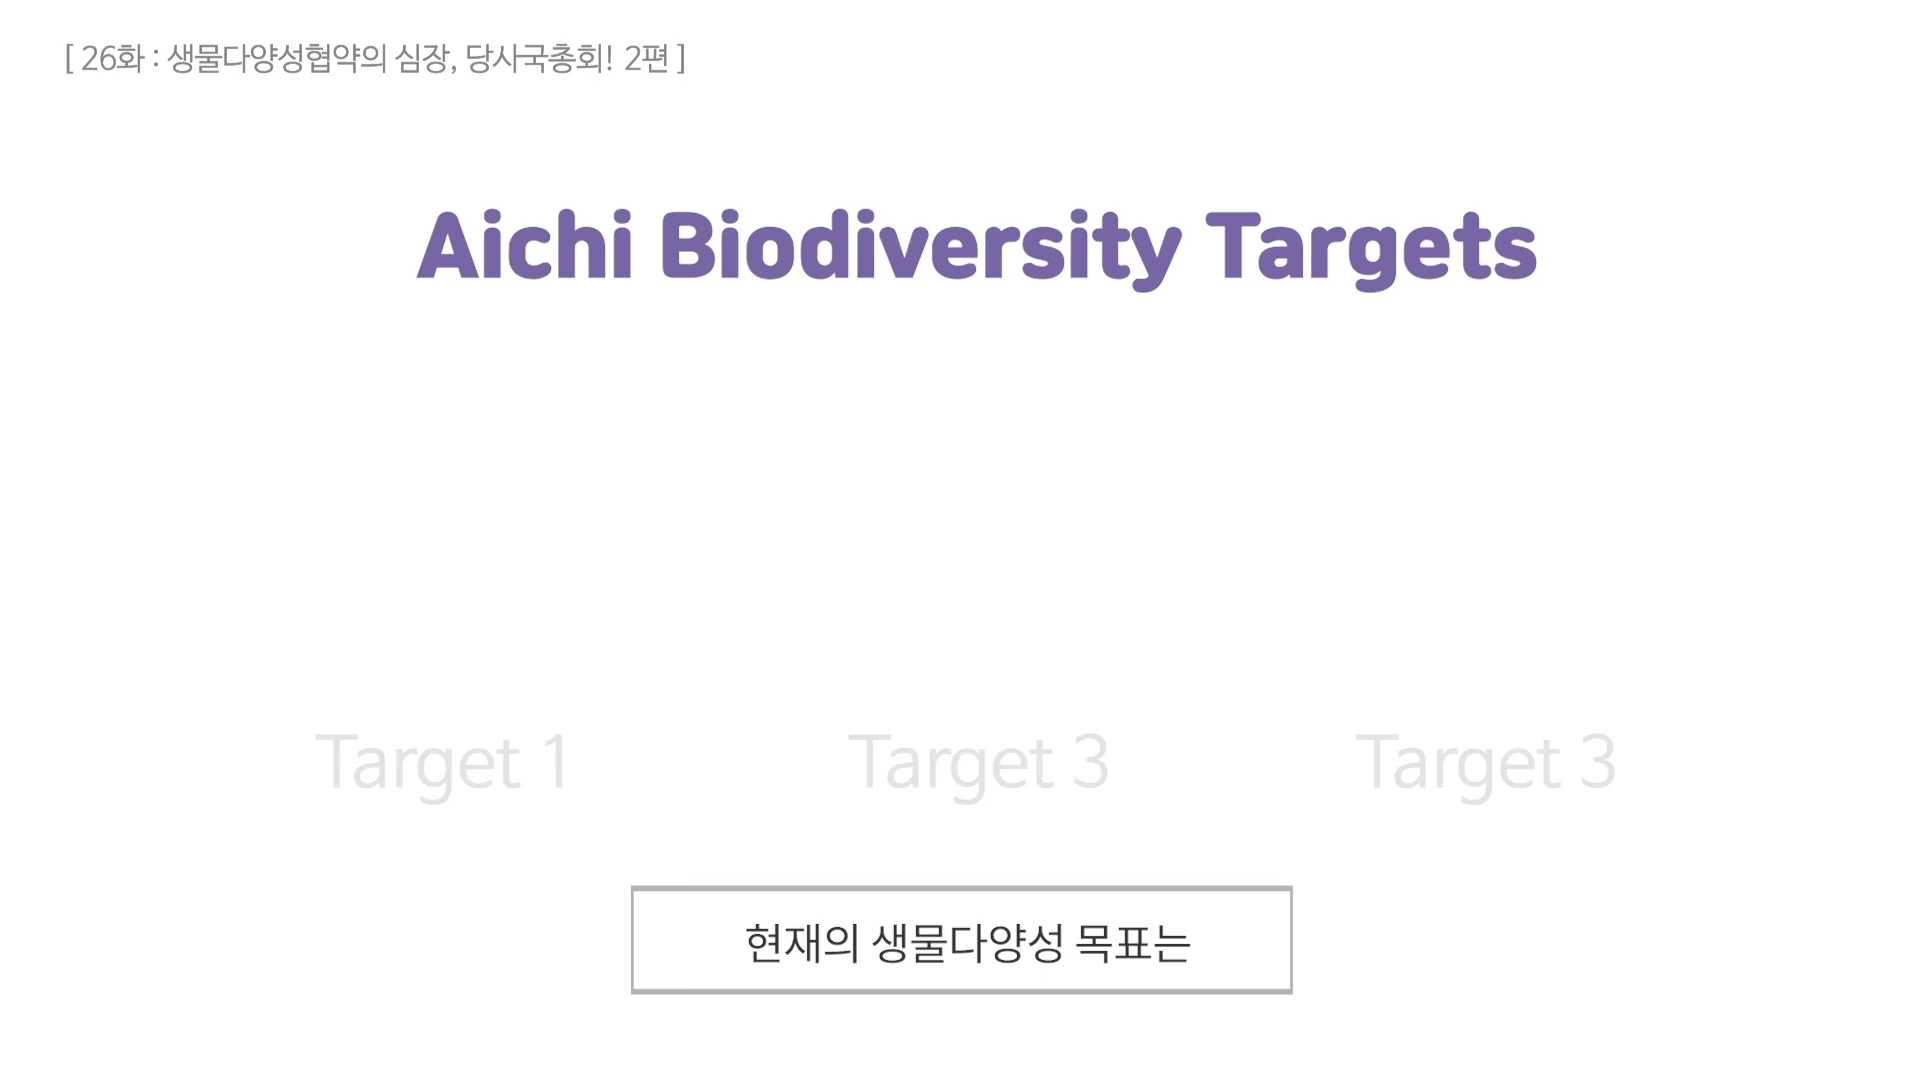 [ 26화 : 생물다양성협약의 심장, 당사국총회! 2편 ]
Aichi Biodiversity Targets
Target 1 Target 3 Target 3
현재의 생물다양성 목표는